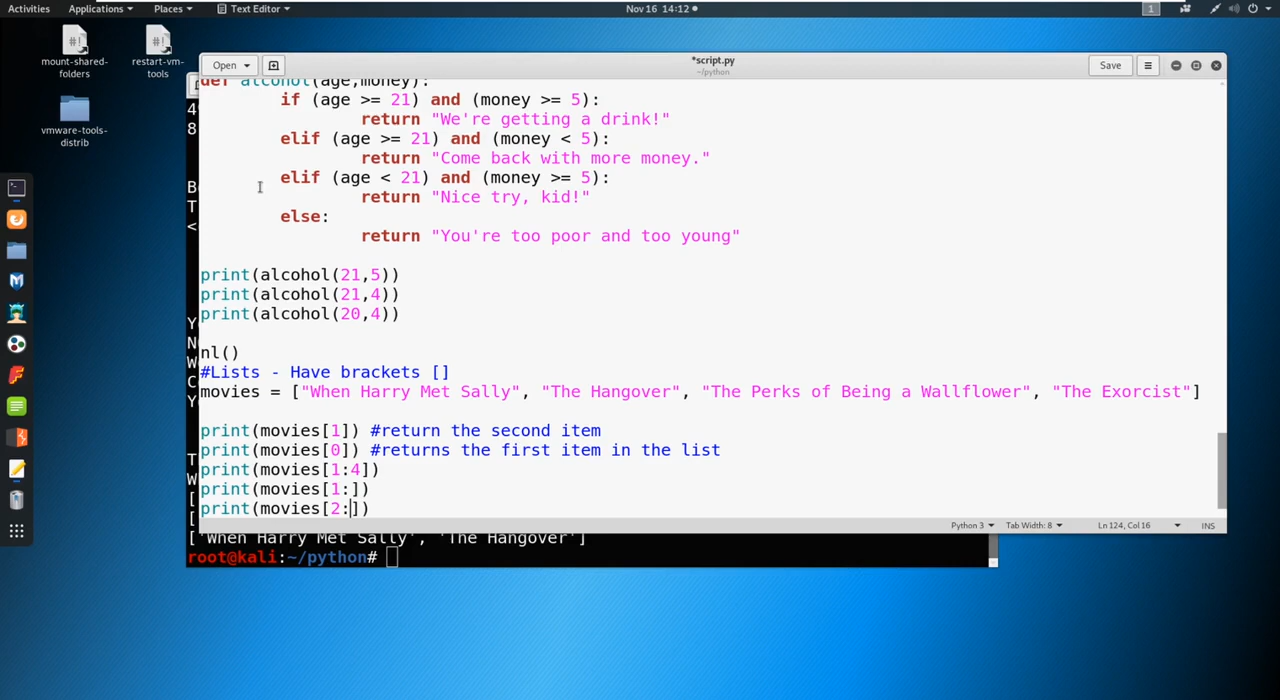 Activities Applications Places Text Editor Nov 16 14:12 1
mount-shared-folders
restart-vm-tools
vmware-tools-distrib
Open *script.py Save
~/python
def alcohol(age,money):
if (age >= 21) and (money >= 5):
return "We're getting a drink!"
elif (age >= 21) and (money < 5):
return "Come back with more money."
elif (age < 21) and (money >= 5):
return "Nice try, kid!"
else:
return "You're too poor and too young"
print(alcohol(21,5))
print(alcohol(21,4))
print(alcohol(20,4))
nl()
#Lists - Have brackets []
movies = ["When Harry Met Sally", "The Hangover", "The Perks of Being a Wallflower", "The Exorcist"]
print(movies[1]) #return the second item
print(movies[0]) #returns the first item in the list
print(movies[1:4])
print(movies[1:])
print(movies[2:])
Python 3 Tab Width: 8 Ln 124, Col 16 INS
['When Harry Met Sally', 'The Hangover']
root@kali:~/python#